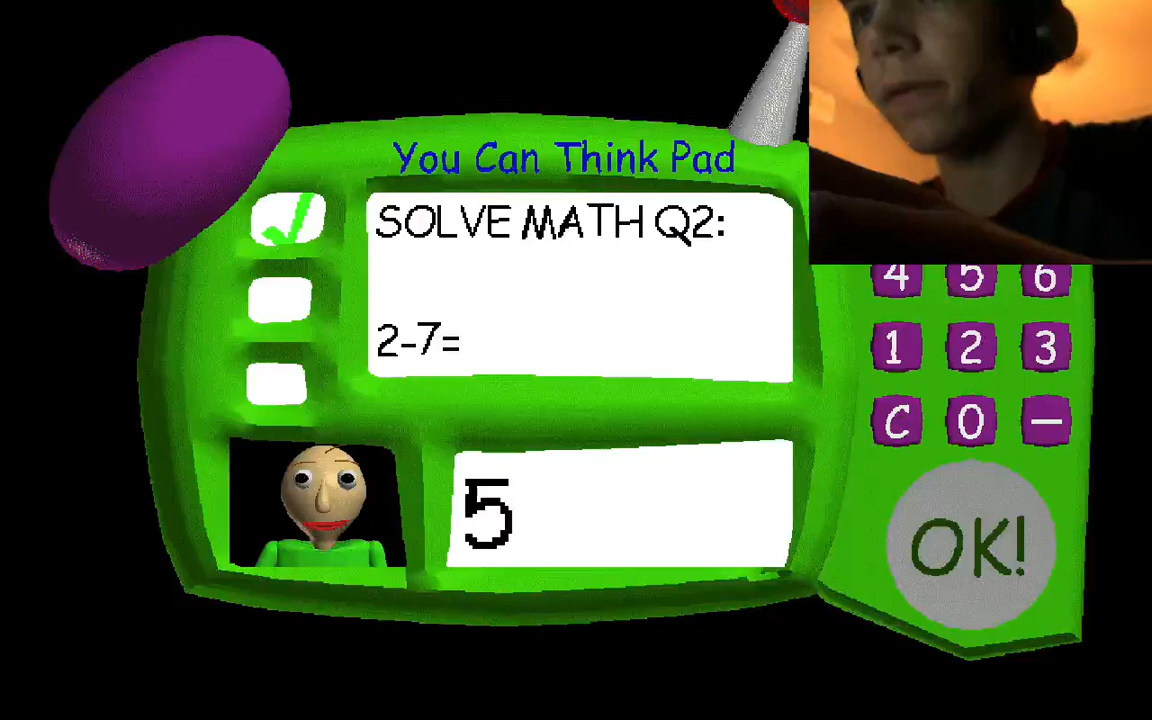 You Can Think Pad
SOLVE MATH Q2:
2-7=
5
4 5 6
1 2 3
C 0 −
OK!